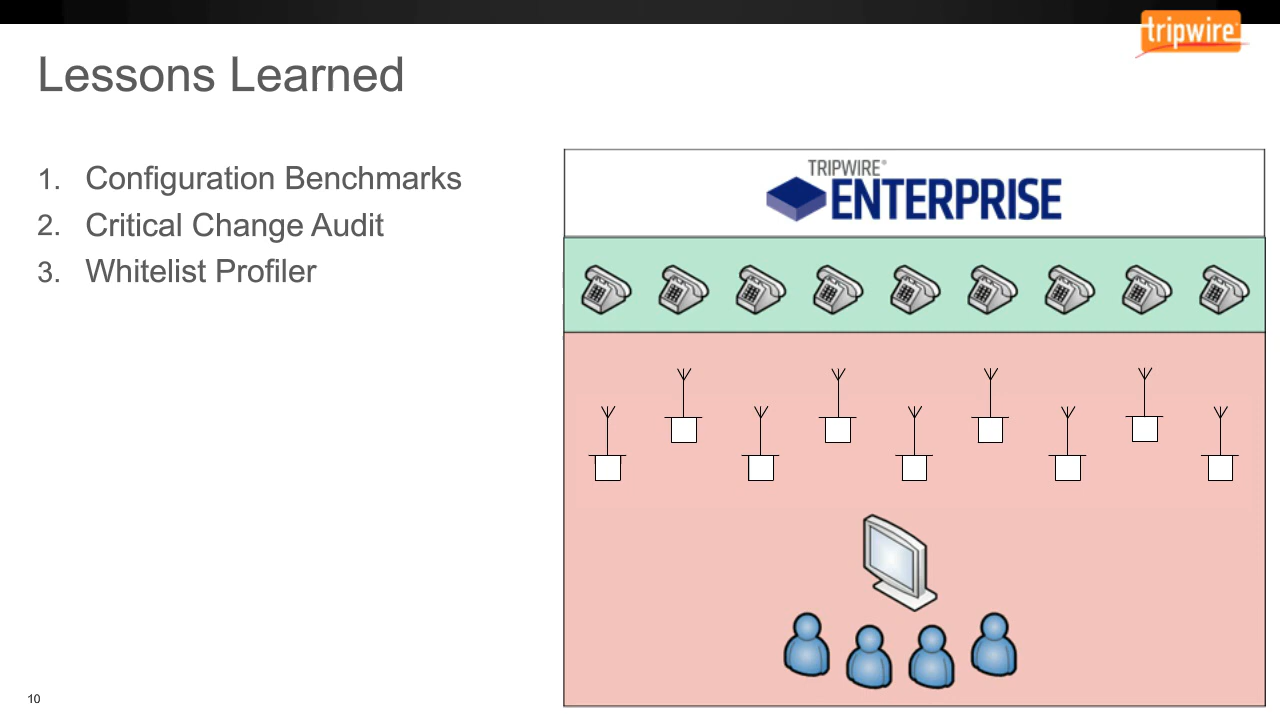 tripwire
Lessons Learned
1. Configuration Benchmarks
2. Critical Change Audit
3. Whitelist Profiler
TRIPWIRE®
ENTERPRISE
10